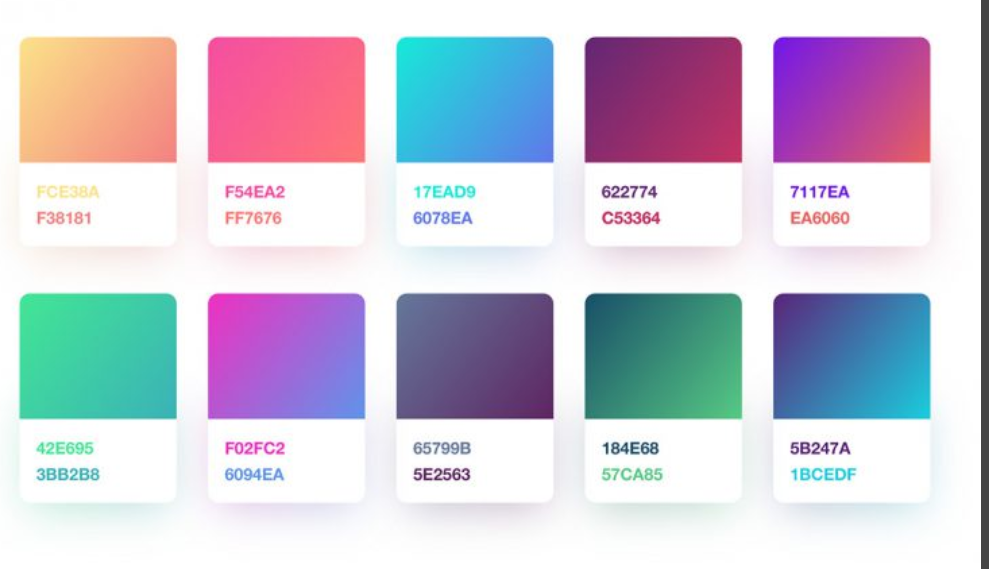 FCE38A
F38181
F54EA2
FF7676
17EAD9
6078EA
622774
C53364
7117EA
EA6060
42E695
3BB2B8
F02FC2
6094EA
65799B
5E2563
184E68
57CA85
5B247A
1BCEDF